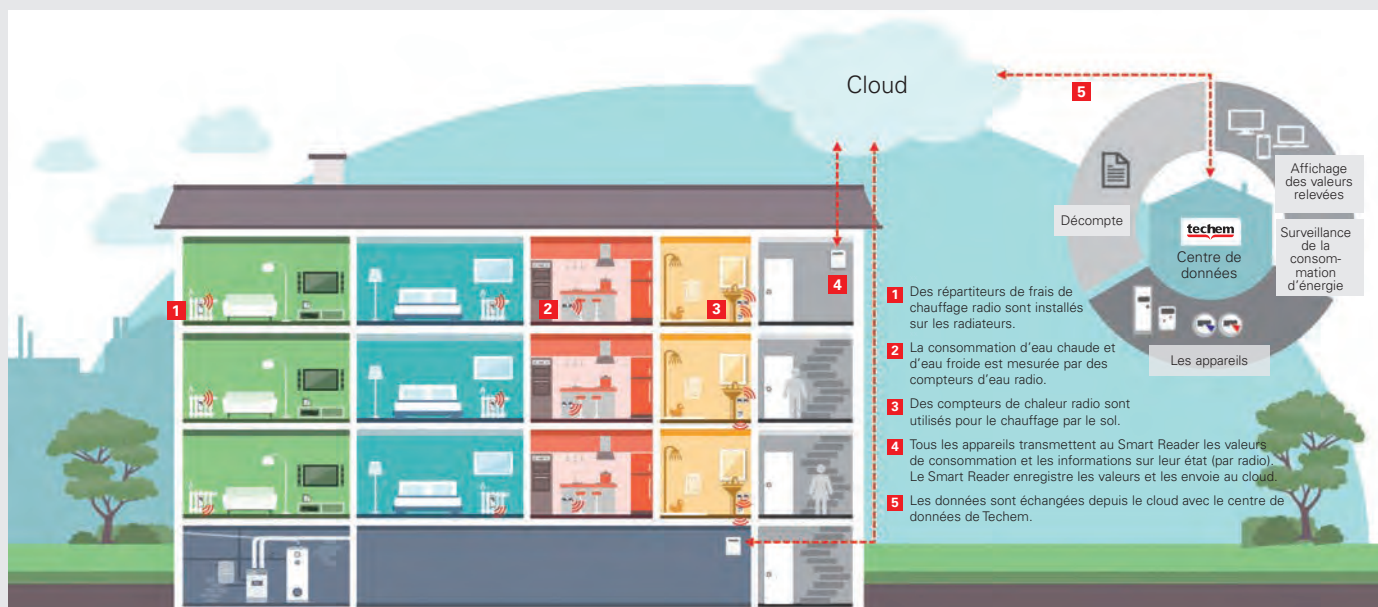 Cloud
5
Affichage
des valeurs
relevées
Décompte
techem
Centre de
données
Surveillance
de la
consom-
mation
d'énergie
Les appareils
1
2
3
4
1 Des répartiteurs de frais de
chauffage radio sont installés
sur les radiateurs.
2 La consommation d'eau chaude et
d'eau froide est mesurée par des
compteurs d'eau radio.
3 Des compteurs de chaleur radio sont
utilisés pour le chauffage par le sol.
4 Tous les appareils transmettent au Smart Reader les valeurs
de consommation et les informations sur leur état (par radio).
Le Smart Reader enregistre les valeurs et les envoie au cloud.
5 Les données sont échangées depuis le cloud avec le centre de
données de Techem.